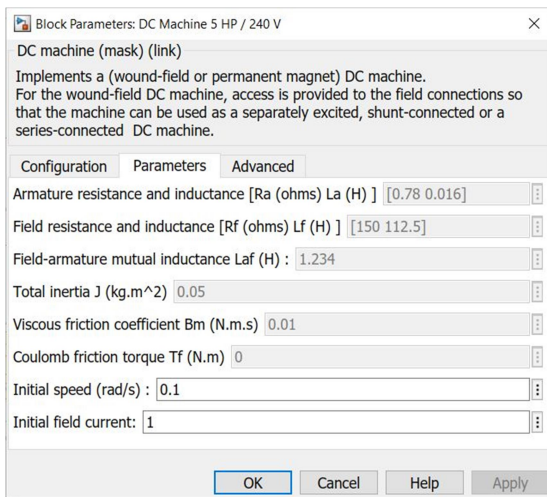 Block Parameters: DC Machine 5 HP / 240 V
DC machine (mask) (link)
Implements a (wound-field or permanent magnet) DC machine.
For the wound-field DC machine, access is provided to the field connections so
that the machine can be used as a separately excited, shunt-connected or a
series-connected DC machine.
Configuration Parameters Advanced
Armature resistance and inductance [Ra (ohms) La (H) ] [0.78 0.016]
Field resistance and inductance [Rf (ohms) Lf (H) ] [150 112.5]
Field-armature mutual inductance Laf (H) : 1.234
Total inertia J (kg.m^2) 0.05
Viscous friction coefficient Bm (N.m.s) 0.01
Coulomb friction torque Tf (N.m) 0
Initial speed (rad/s) : 0.1
Initial field current: 1
OK Cancel Help Apply